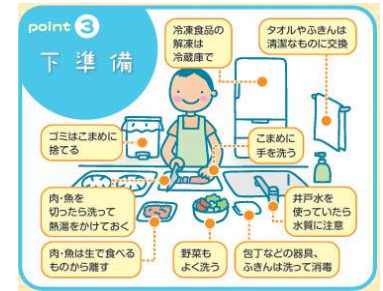 point 3
下準備
冷凍食品の
解凍は
冷蔵庫で
タオルやふきんは
清潔なものに交換
ゴミはこまめに
捨てる
こまめに
手を洗う
肉・魚を
切ったら洗って
熱湯をかけておく
井戸水を
使っていたら
水質に注意
肉・魚は生で食べる
ものから離す
野菜も
よく洗う
包丁などの器具、
ふきんは洗って消毒